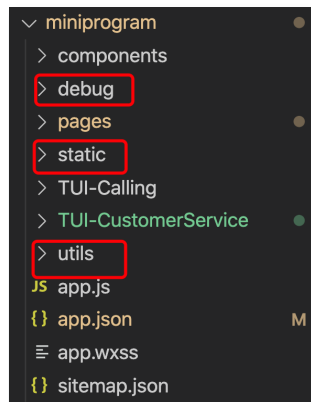 miniprogram
components
debug
pages
static
TUI-Calling
TUI-CustomerService
utils
JS app.js
{} app.json M
app.wxss
{} sitemap.json